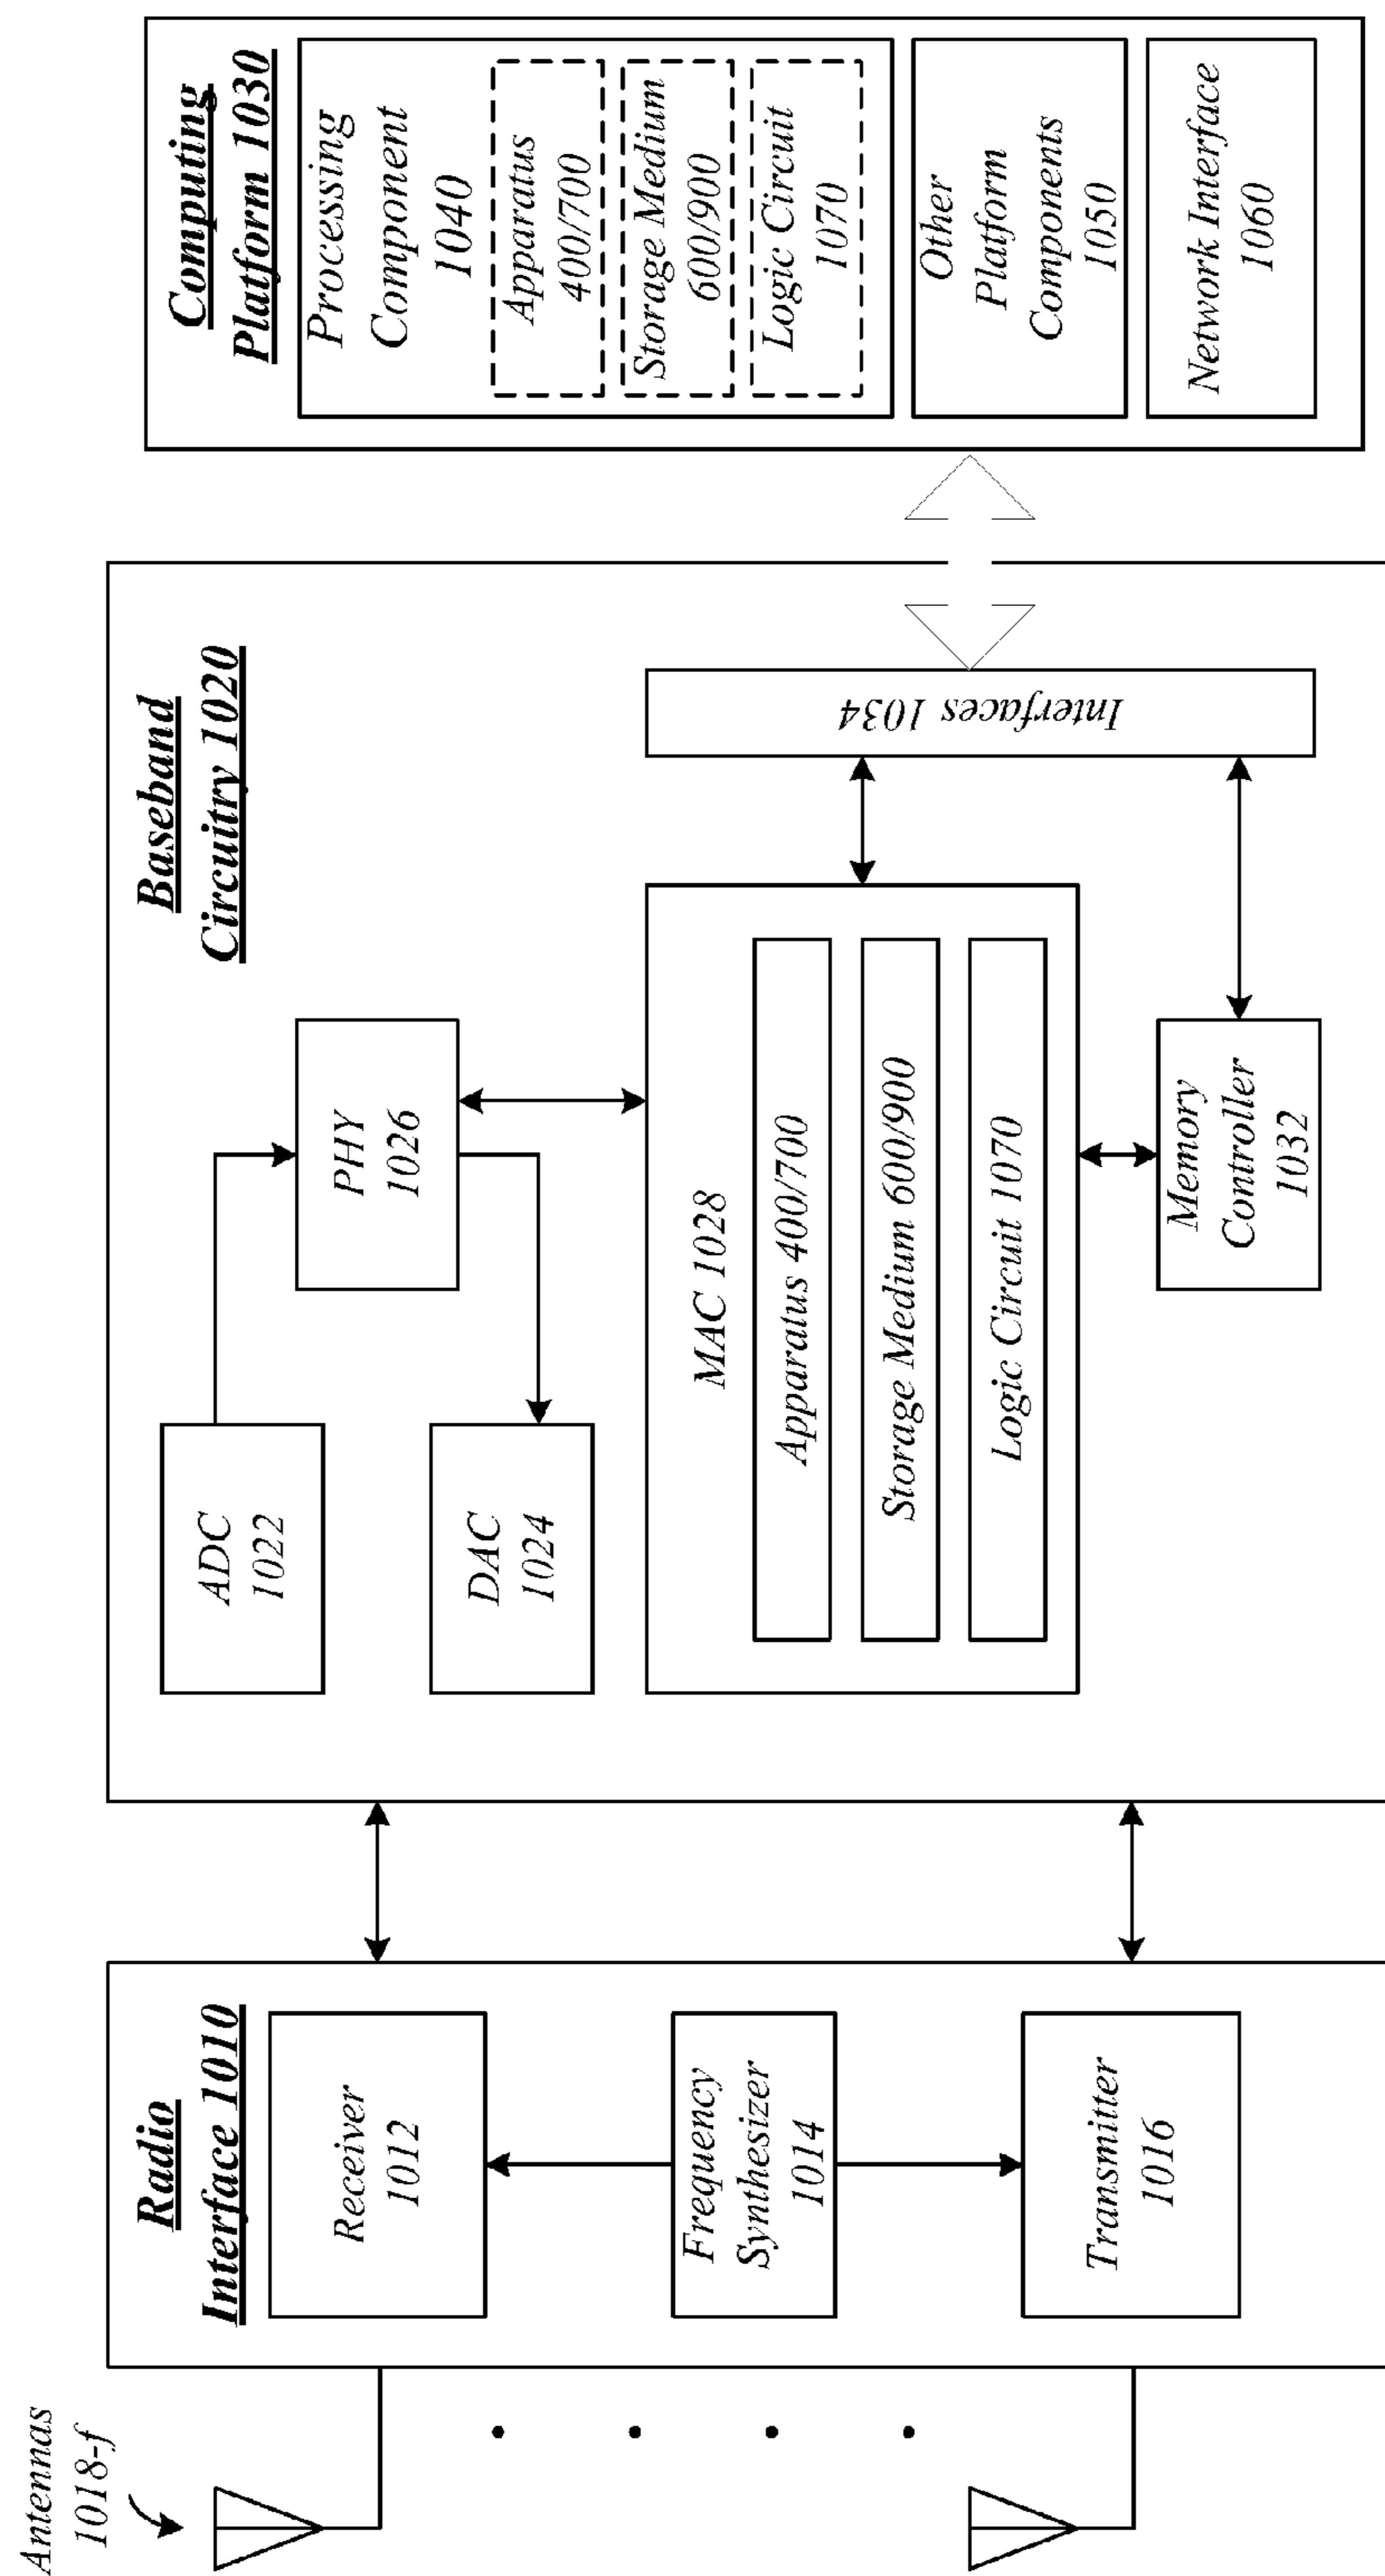 Antennas
1018-f
Radio
Interface 1010
Receiver
1012
Frequency
Synthesizer
1014
Transmitter
1016
Baseband
Circuitry 1020
ADC
1022
DAC
1024
PHY
1026
MAC 1028
Apparatus 400/700
Storage Medium 600/900
Logic Circuit 1070
Memory
Controller
1032
Interfaces 1034
Computing
Platform 1030
Processing
Component
1040
Apparatus
400/700
Storage Medium
600/900
Logic Circuit
1070
Other
Platform
Components
1050
Network Interface
1060